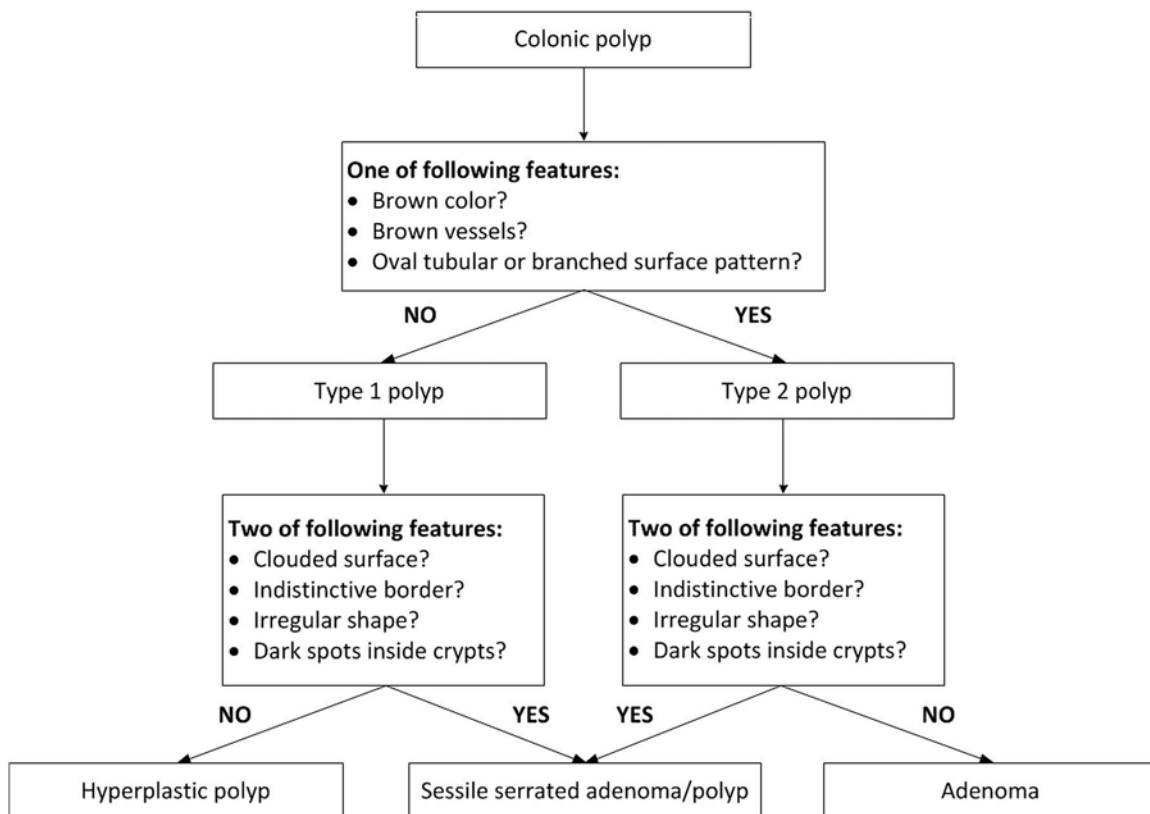 Colonic polyp
One of following features:
• Brown color?
• Brown vessels?
• Oval tubular or branched surface pattern?
NO
YES
Type 1 polyp
Type 2 polyp
Two of following features:
• Clouded surface?
• Indistinctive border?
• Irregular shape?
• Dark spots inside crypts?
Two of following features:
• Clouded surface?
• Indistinctive border?
• Irregular shape?
• Dark spots inside crypts?
NO
YES
YES
NO
Hyperplastic polyp
Sessile serrated adenoma/polyp
Adenoma